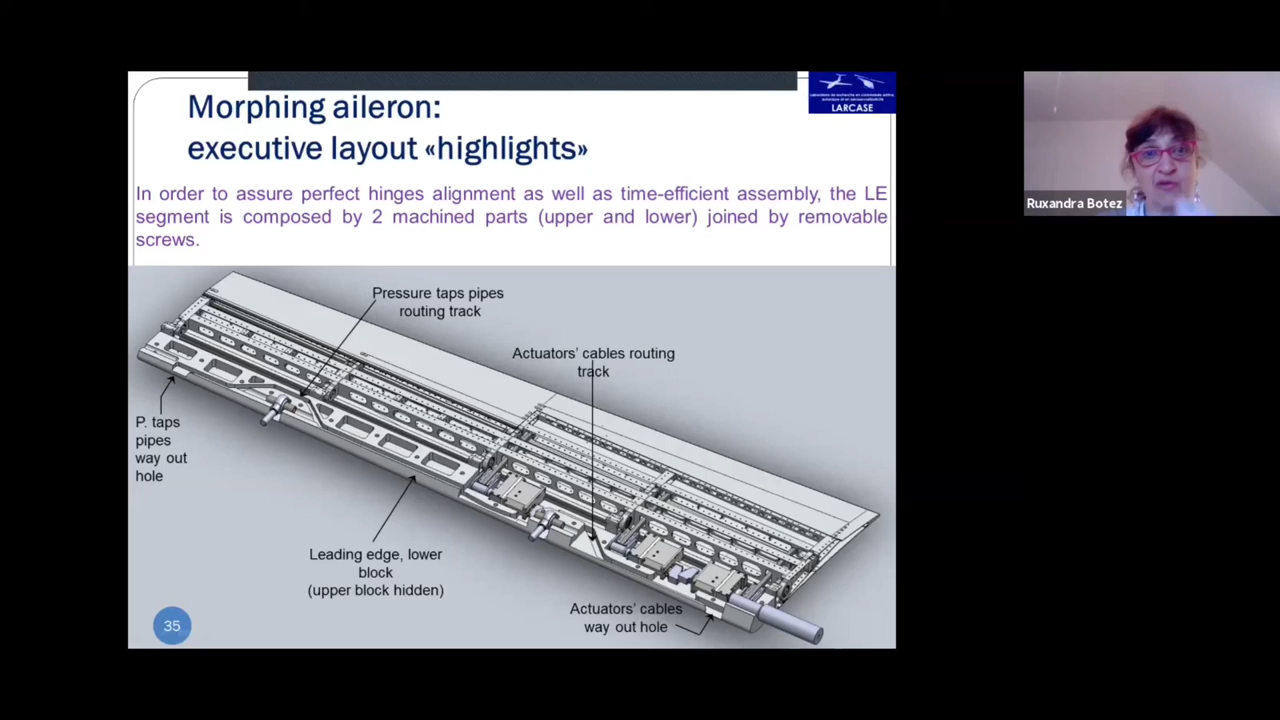 Morphing aileron:
executive layout «highlights»
LARCASE
In order to assure perfect hinges alignment as well as time-efficient assembly, the LE
segment is composed by 2 machined parts (upper and lower) joined by removable
screws.
Pressure taps pipes
routing track
Actuators' cables routing
track
P. taps
pipes
way out
hole
Leading edge, lower
block
(upper block hidden)
Actuators' cables
way out hole
35
Ruxandra Botez